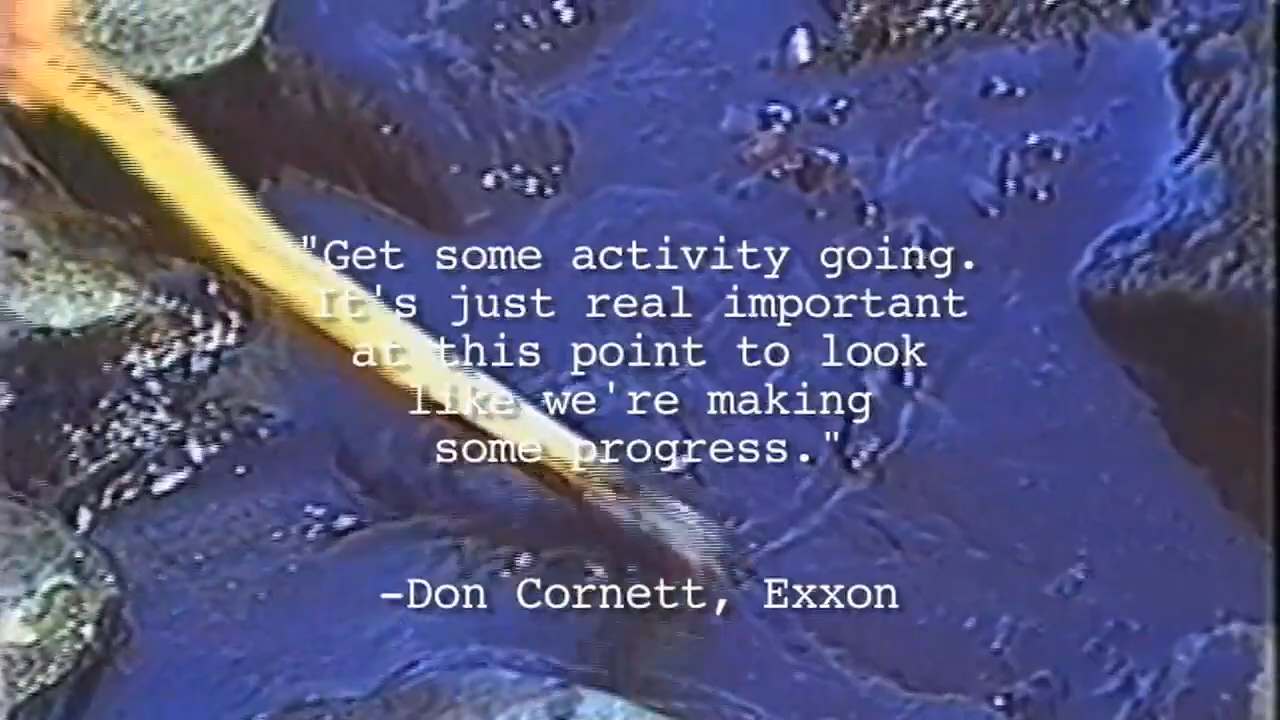 "Get some activity going.
It's just real important
at this point to look
like we're making
some progress."
-Don Cornett, Exxon